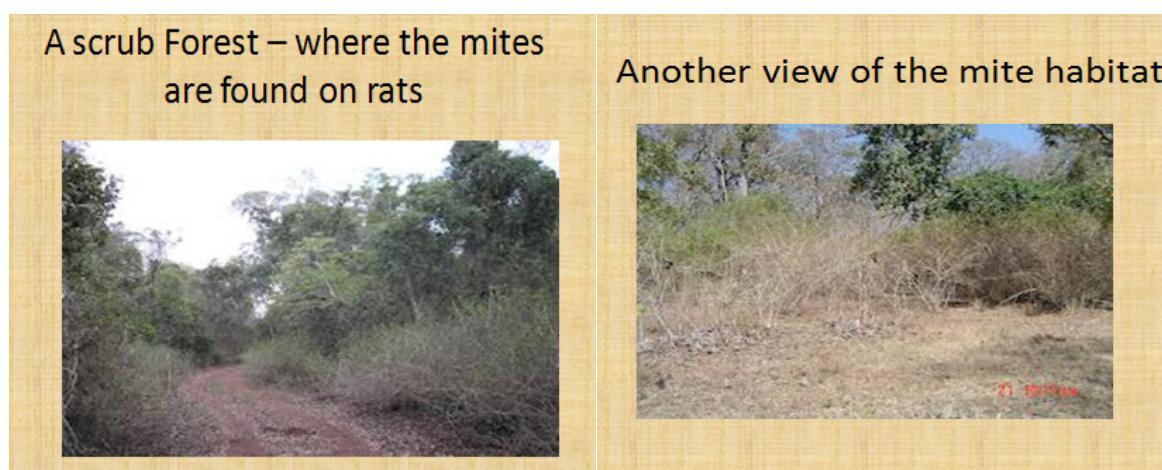 A scrub Forest – where the mites
are found on rats
Another view of the mite habitat